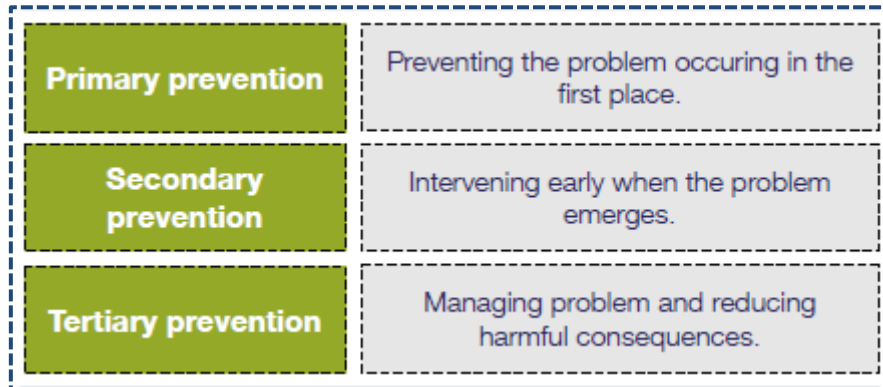 Primary prevention
Preventing the problem occuring in the
first place.
Secondary
prevention
Intervening early when the problem
emerges.
Tertiary prevention
Managing problem and reducing
harmful consequences.